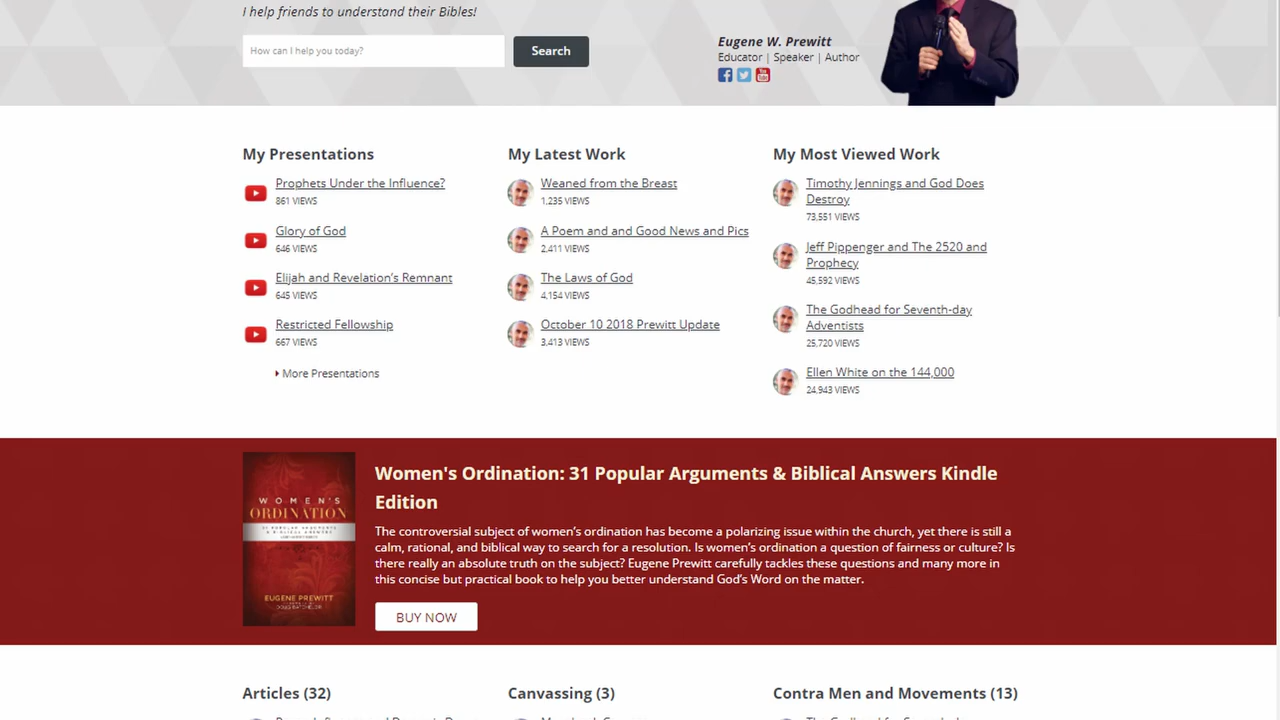 I help friends to understand their Bibles!
How can I help you today?
Search
Eugene W. Prewitt
Educator | Speaker | Author
My Presentations
Prophets Under the Influence?
861 VIEWS
Glory of God
646 VIEWS
Elijah and Revelation's Remnant
645 VIEWS
Restricted Fellowship
667 VIEWS
More Presentations
My Latest Work
Weaned from the Breast
1,235 VIEWS
A Poem and and Good News and Pics
2,411 VIEWS
The Laws of God
4,154 VIEWS
October 10 2018 Prewitt Update
3,413 VIEWS
My Most Viewed Work
Timothy Jennings and God Does
Destroy
73,551 VIEWS
Jeff Pippenger and The 2520 and
Prophecy
45,592 VIEWS
The Godhead for Seventh-day
Adventists
25,720 VIEWS
Ellen White on the 144,000
24,943 VIEWS
WOMEN'S
ORDINATION
31 POPULAR ARGUMENTS
& BIBLICAL ANSWERS
EUGENE PREWITT
DOUG BATCHELOR
Women's Ordination: 31 Popular Arguments & Biblical Answers Kindle
Edition
The controversial subject of women's ordination has become a polarizing issue within the church, yet there is still a
calm, rational, and biblical way to search for a resolution. Is women's ordination a question of fairness or culture? Is
there really an absolute truth on the subject? Eugene Prewitt carefully tackles these questions and many more in
this concise but practical book to help you better understand God's Word on the matter.
BUY NOW
Articles (32)
Canvassing (3)
Contra Men and Movements (13)